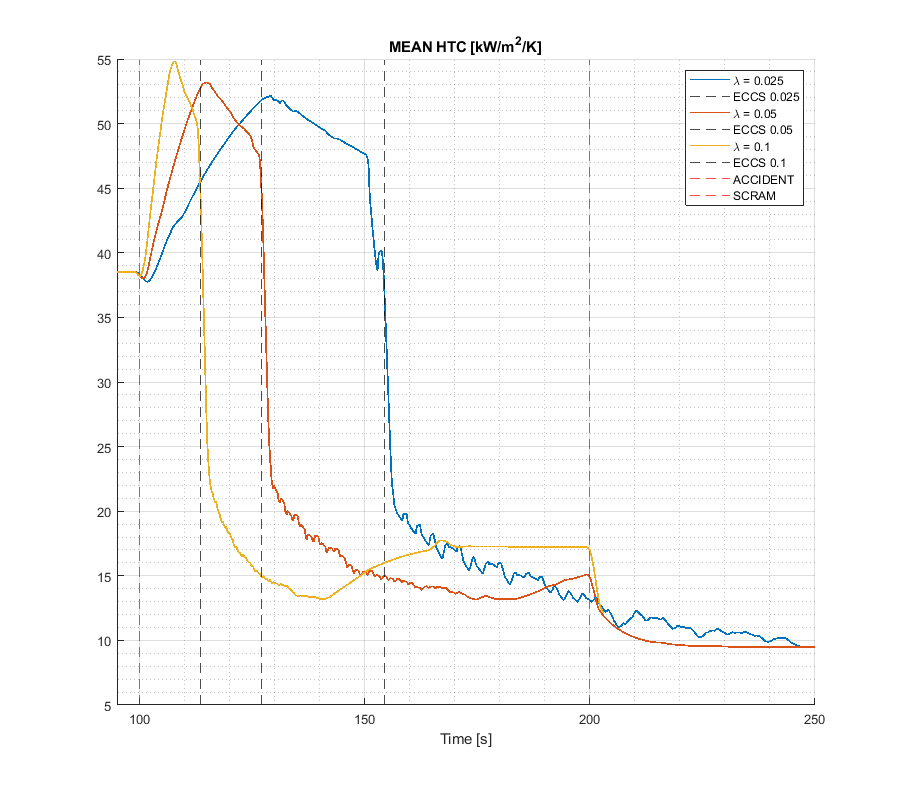 MEAN HTC [kW/m²/K]
55
50
45
40
35
30
25
20
15
10
5
100
150
200
250
Time [s]
λ = 0.025
ECCS 0.025
λ = 0.05
ECCS 0.05
λ = 0.1
ECCS 0.1
ACCIDENT
SCRAM